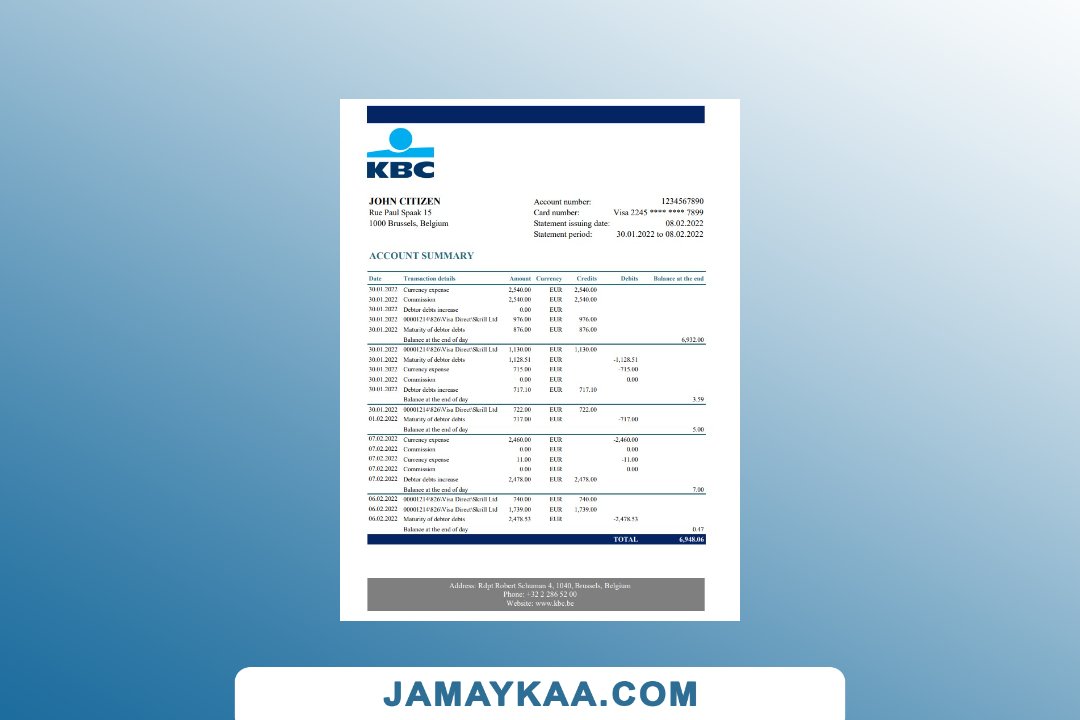 KBC
JOHN CITIZEN
Rue Paul Spaak 15
1000 Brussels, Belgium
Account number: 1234567890
Card number: Visa 2245 **** **** 7899
Statement issuing date: 08.02.2022
Statement period: 30.01.2022 to 08.02.2022
ACCOUNT SUMMARY
Date Transaction details Amount Currency Credits Debits Balance at the end
30.01.2022 Currency expense 2,540.00 EUR 2,540.00
30.01.2022 Commission 2,540.00 EUR 2,540.00
30.01.2022 Debtor debts increase 0.00 EUR
30.01.2022 00001214\826\Visa Direct\Skrill Ltd 976.00 EUR 976.00
30.01.2022 Maturity of debtor debts 876.00 EUR 876.00
Balance at the end of day 6,932.00
30.01.2022 00001214\826\Visa Direct\Skrill Ltd 1,130.00 EUR 1,130.00
30.01.2022 Maturity of debtor debts 1,128.51 EUR -1,128.51
30.01.2022 Currency expense 715.00 EUR -715.00
30.01.2022 Commission 0.00 EUR 0.00
30.01.2022 Debtor debts increase 717.10 EUR 717.10
Balance at the end of day 3.59
30.01.2022 00001214\826\Visa Direct\Skrill Ltd 722.00 EUR 722.00
01.02.2022 Maturity of debtor debts 717.00 EUR -717.00
Balance at the end of day 5.00
07.02.2022 Currency expense 2,460.00 EUR -2,460.00
07.02.2022 Commission 0.00 EUR 0.00
07.02.2022 Currency expense 11.00 EUR -11.00
07.02.2022 Commission 0.00 EUR 0.00
07.02.2022 Debtor debts increase 2,478.00 EUR 2,478.00
Balance at the end of day 7.00
06.02.2022 00001214\826\Visa Direct\Skrill Ltd 740.00 EUR 740.00
06.02.2022 00001214\826\Visa Direct\Skrill Ltd 1,739.00 EUR 1,739.00
06.02.2022 Maturity of debtor debts 2,478.53 EUR -2,478.53
Balance at the end of day 0.47
TOTAL 6,948.06
Address: Rdpt Robert Schuman 4, 1040, Brussels, Belgium
Phone: +32 2 286 52 00
Website: www.kbc.be
JAMAYKAA.COM